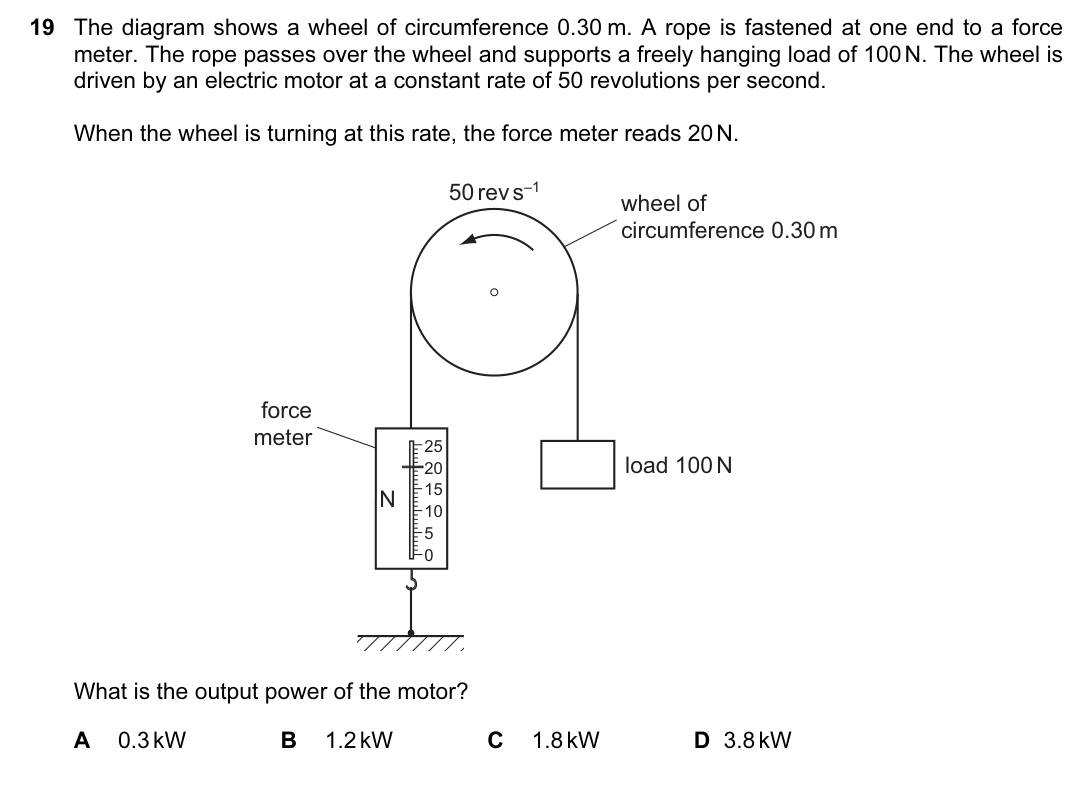 19 The diagram shows a wheel of circumference 0.30 m. A rope is fastened at one end to a force
meter. The rope passes over the wheel and supports a freely hanging load of 100 N. The wheel is
driven by an electric motor at a constant rate of 50 revolutions per second.
When the wheel is turning at this rate, the force meter reads 20 N.
50 rev s⁻¹
wheel of
circumference 0.30 m
force
meter
25
20
15
10
5
0
N
load 100 N
What is the output power of the motor?
A 0.3 kW B 1.2 kW C 1.8 kW D 3.8 kW